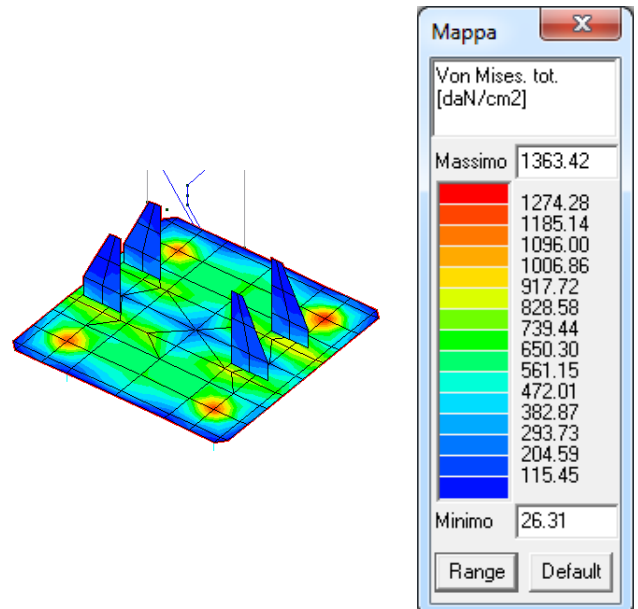 Mappa
Von Mises. tot.
[daN/cm2]
Massimo 1363.42
1274.28
1185.14
1096.00
1006.86
917.72
828.58
739.44
650.30
561.15
472.01
382.87
293.73
204.59
115.45
Minimo 26.31
Range Default